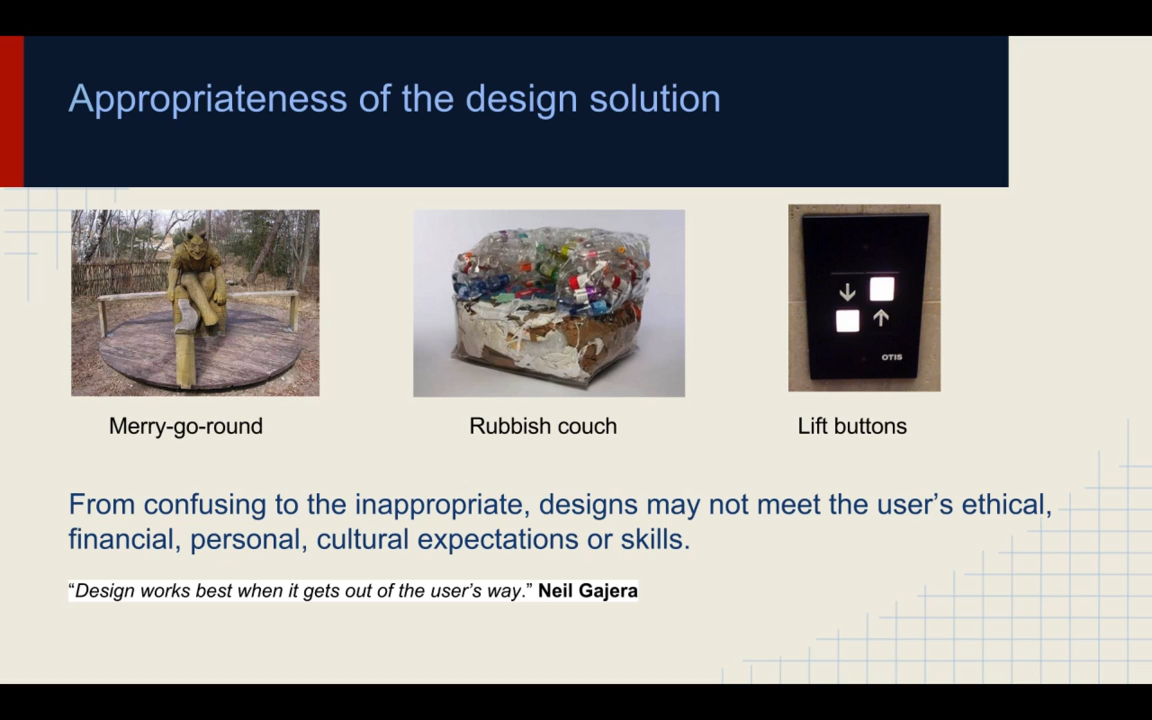 Appropriateness of the design solution
↓
↑
OTIS
Merry-go-round
Rubbish couch
Lift buttons
From confusing to the inappropriate, designs may not meet the user’s ethical,
financial, personal, cultural expectations or skills.
“Design works best when it gets out of the user’s way.” Neil Gajera